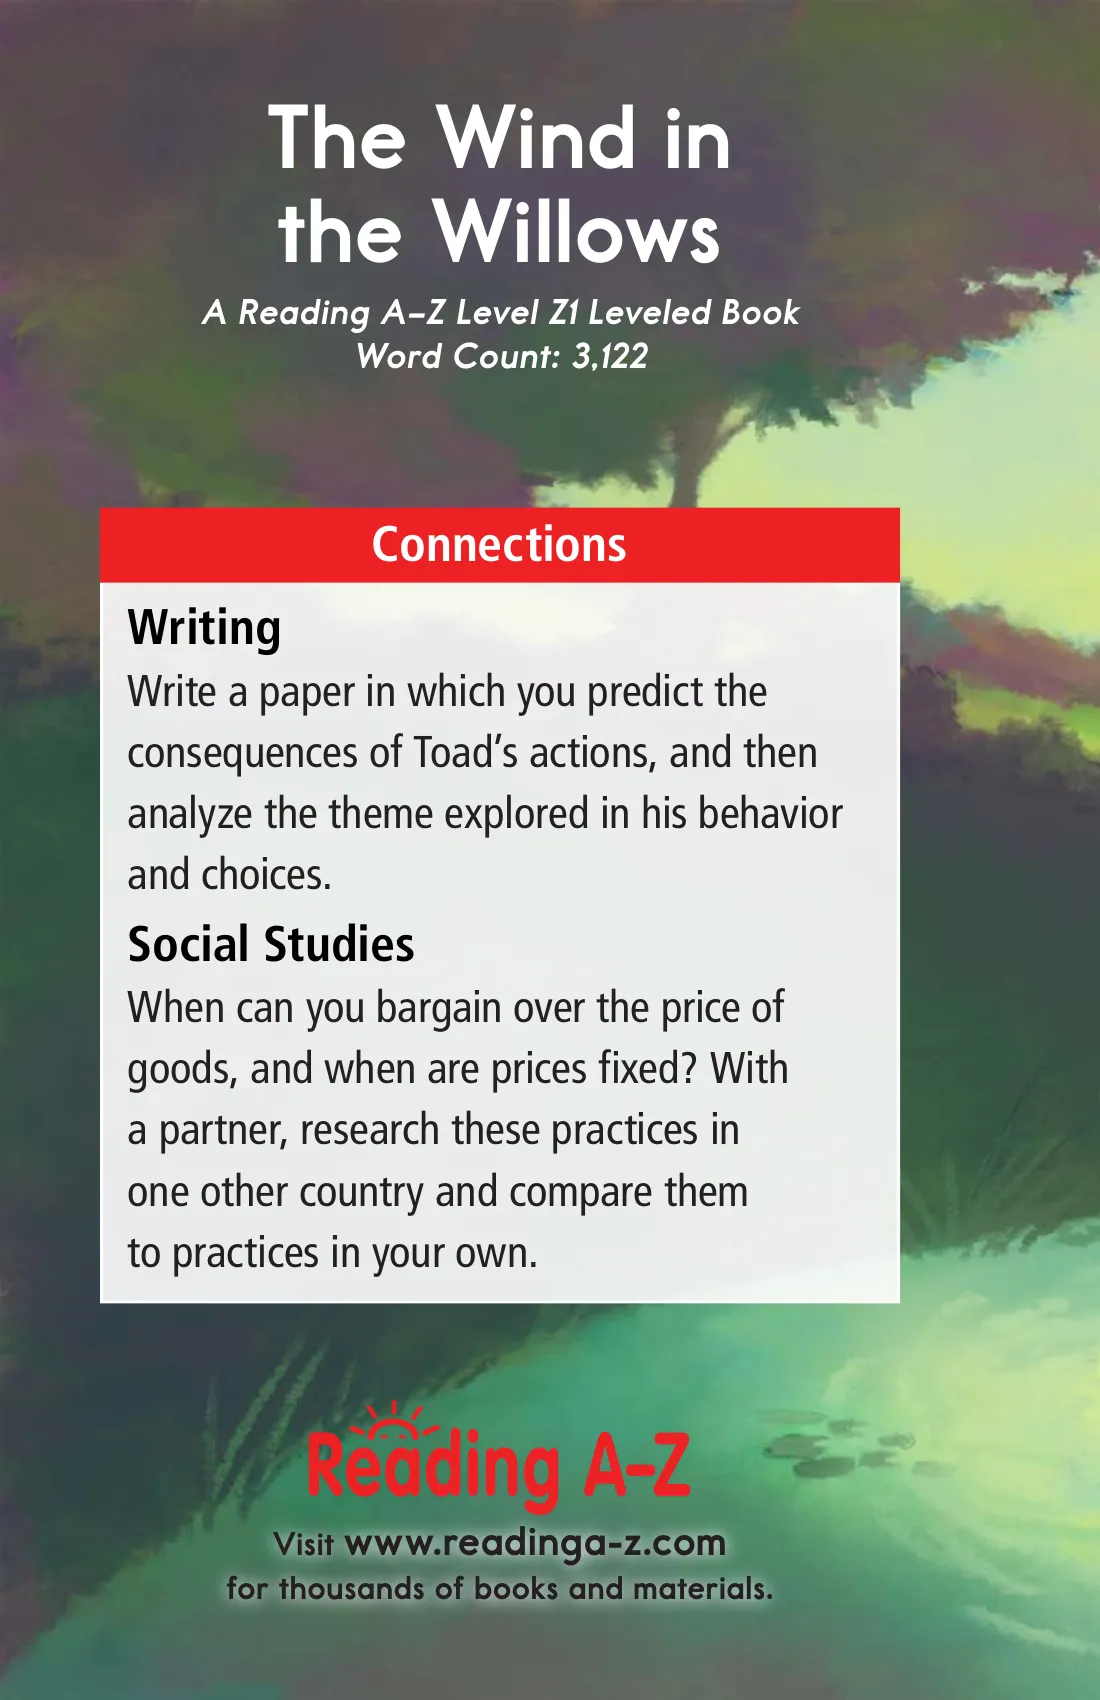 The Wind in
the Willows
A Reading A–Z Level Z1 Leveled Book
Word Count: 3,122
Connections
Writing
Write a paper in which you predict the
consequences of Toad’s actions, and then
analyze the theme explored in his behavior
and choices.
Social Studies
When can you bargain over the price of
goods, and when are prices fixed? With
a partner, research these practices in
one other country and compare them
to practices in your own.
Reading A–Z
Visit www.readinga-z.com
for thousands of books and materials.